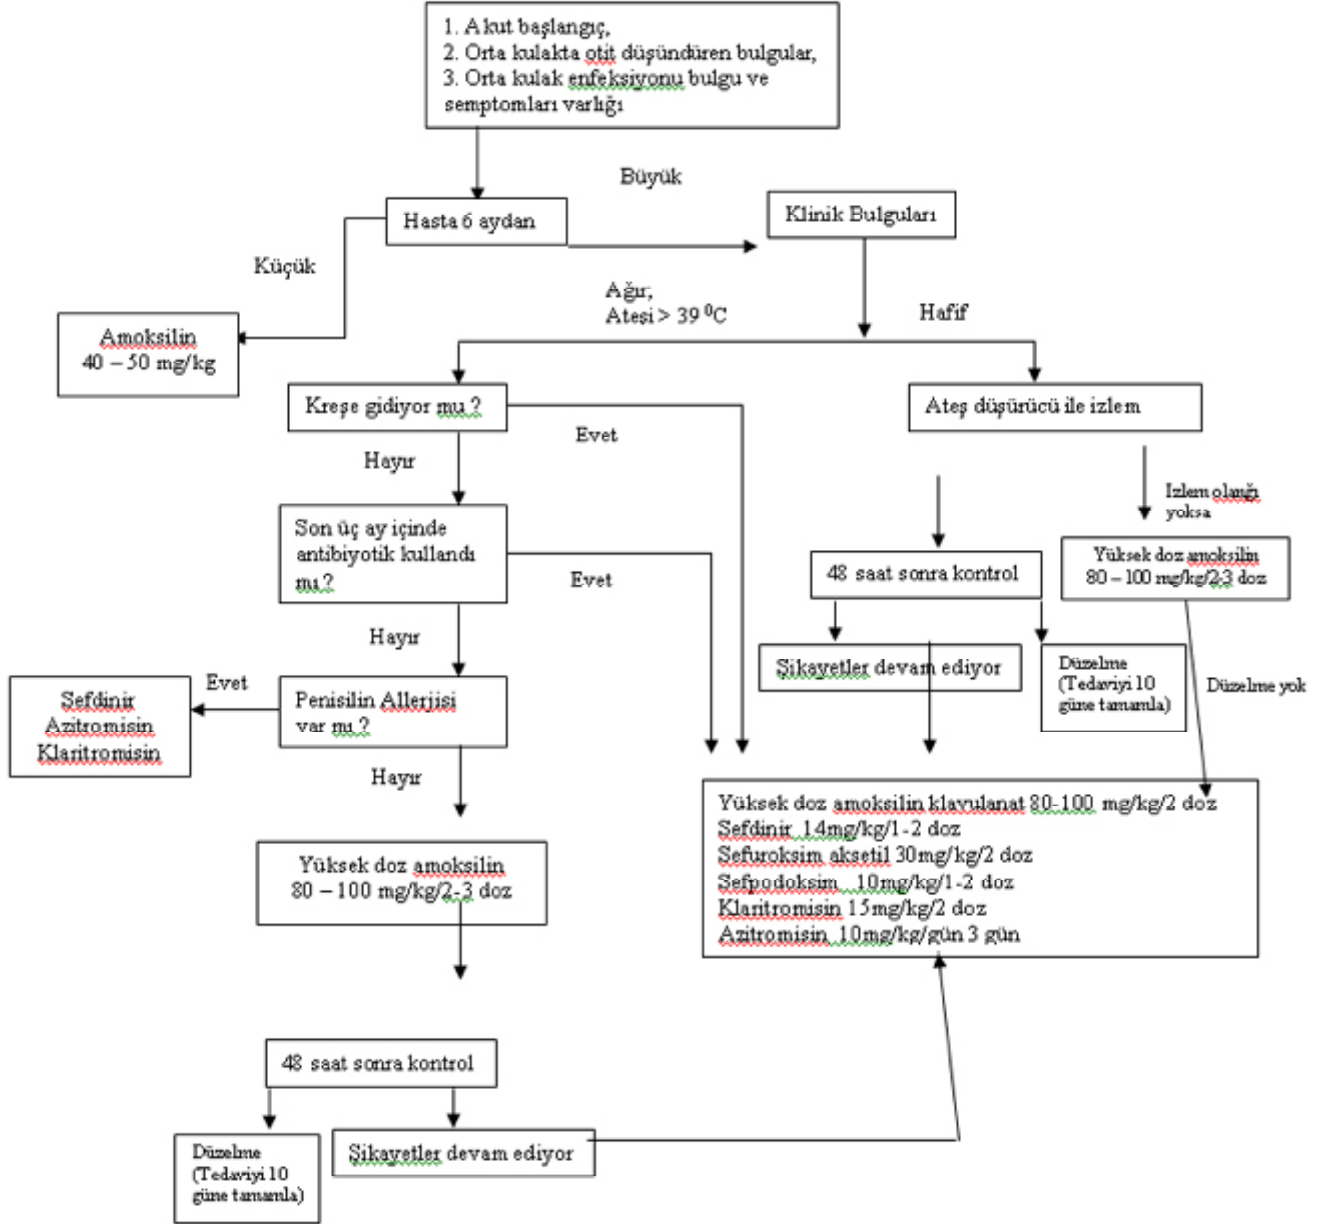 1. Akut başlangıç,
2. Orta kulakta otit düşündüren bulgular,
3. Orta kulak enfeksiyonu bulgu ve
semptomları varlığı
Büyük
Hasta 6 aydan
Klinik Bulguları
Küçük
Ağır,
Ateşi > 39 ⁰C
Hafif
Amoksilin
40 – 50 mg/kg
Kreşe gidiyor mu ?
Ateş düşürücü ile izlem
Evet
Hayır
Izlem olanğı
yoksa
Son üç ay içinde
antibiyotik kullandı
mı ?
Evet
48 saat sonra kontrol
Yüksek doz amoksilin
80 – 100 mg/kg/2-3 doz
Hayır
Şikayetler devam ediyor
Düzelme
(Tedaviyi 10
güne tamamla)
Düzelme yok
Evet
Sefdinir
Azitromisin
Klaritromisin
Penisilin Allerjisi
var mı ?
Hayır
Yüksek doz amoksilin klavulanat 80-100 mg/kg/2 doz
Sefdinir 14mg/kg/1-2 doz
Sefuroksim aksetil 30mg/kg/2 doz
Sefpodoksim 10mg/kg/1-2 doz
Klaritromisin 15mg/kg/2 doz
Azitromisin 10mg/kg/gün 3 gün
Yüksek doz amoksilin
80 – 100 mg/kg/2-3 doz
48 saat sonra kontrol
Düzelme
(Tedaviyi 10
güne tamamla)
Şikayetler devam ediyor